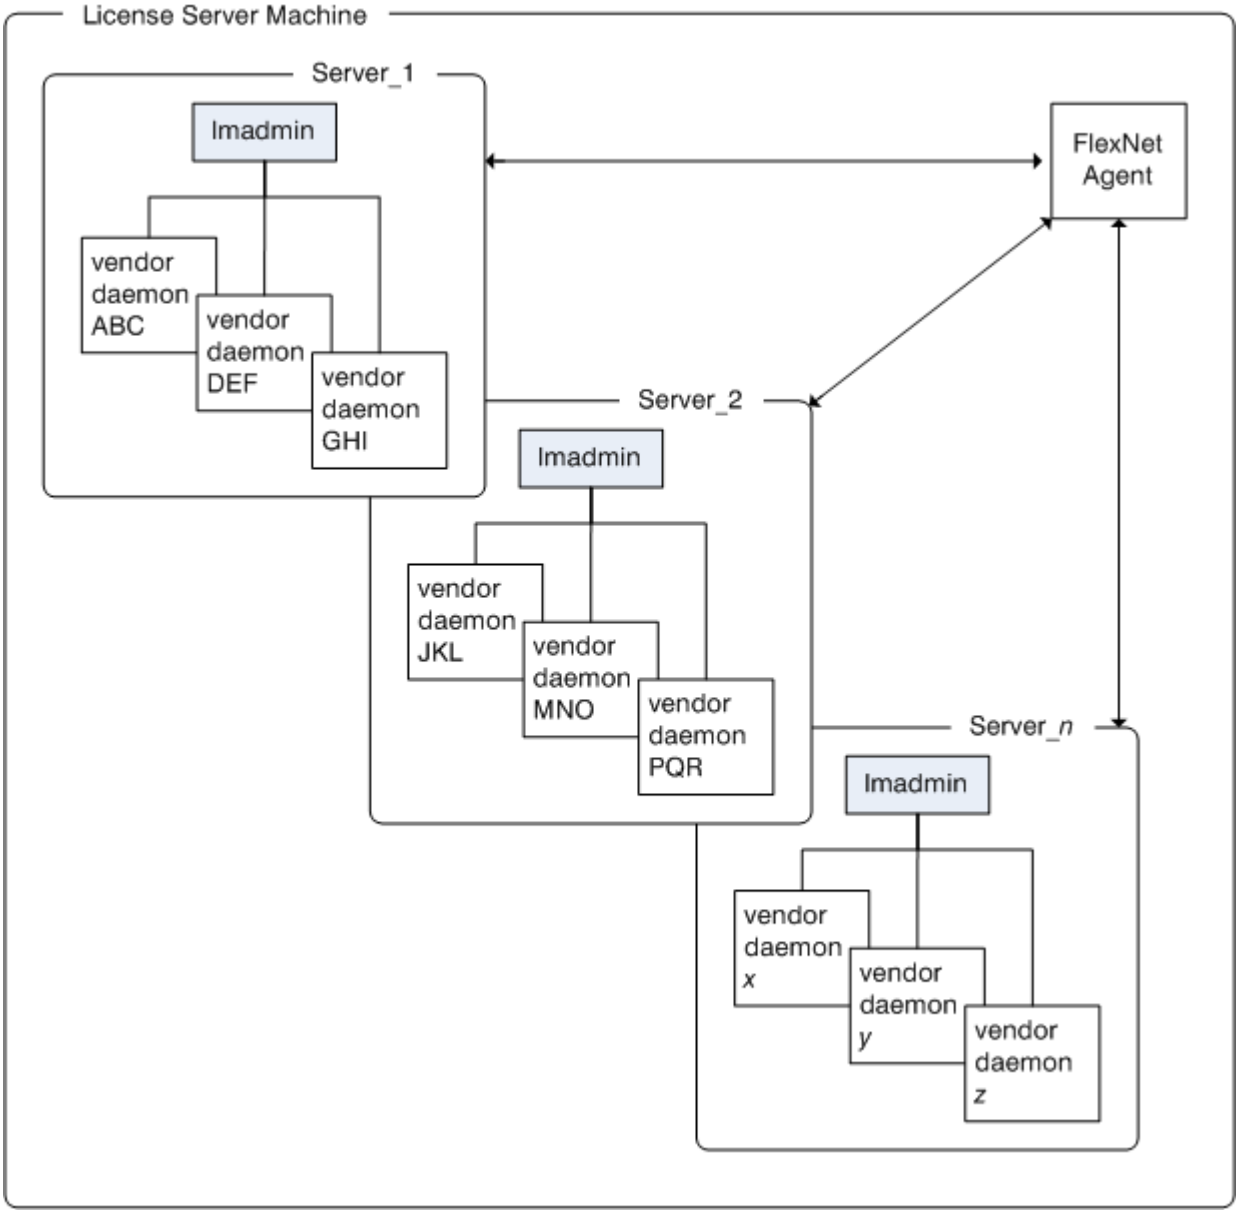 License Server Machine
Server_1
lmadmin
vendor
daemon
ABC
vendor
daemon
DEF
vendor
daemon
GHI
FlexNet
Agent
Server_2
lmadmin
vendor
daemon
JKL
vendor
daemon
MNO
vendor
daemon
PQR
Server_n
lmadmin
vendor
daemon
x
vendor
daemon
y
vendor
daemon
z